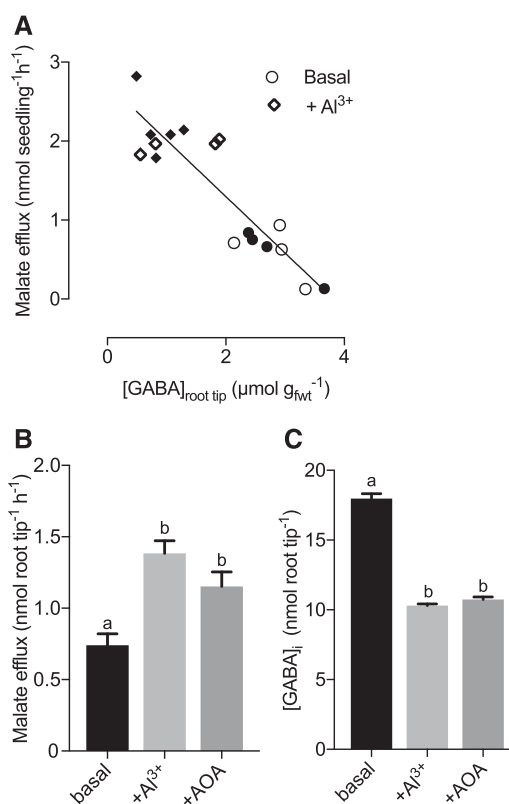 A
3
2
1
0
Malate efflux (nmol seedling⁻¹h⁻¹)
Basal
+ Al³⁺
0 2 4
[GABA]root tip (µmol gfwt⁻¹)
B
2.0
1.5
1.0
0.5
0
Malate efflux (nmol root tip⁻¹ h⁻¹)
a
b
b
basal
+Al³⁺
+AOA
C
20
15
10
5
0
[GABA]i (nmol root tip⁻¹)
a
b
b
basal
+Al³⁺
+AOA